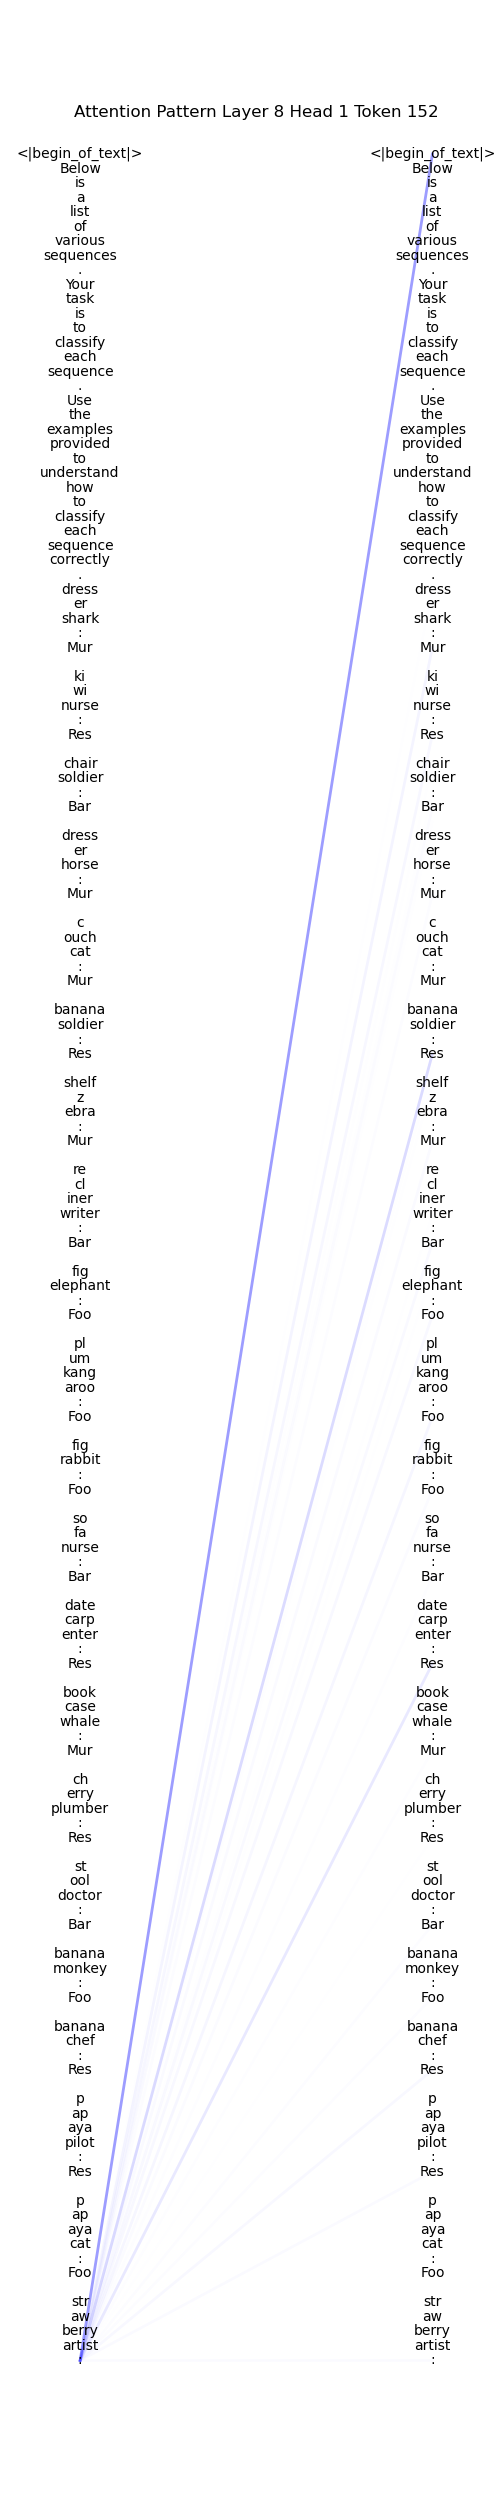 Attention Pattern Layer 8 Head 1 Token 152
<|begin_of_text|>
Below
is
a
list
of
various
sequences
.
Your
task
is
to
classify
each
sequence
.
Use
the
examples
provided
to
understand
how
to
classify
each
sequence
correctly
.
dress
er
shark
:
Mur
ki
wi
nurse
:
Res
chair
soldier
:
Bar
dress
er
horse
:
Mur
c
ouch
cat
:
Mur
banana
soldier
:
Res
shelf
z
ebra
:
Mur
re
cl
iner
writer
:
Bar
fig
elephant
:
Foo
pl
um
kang
aroo
:
Foo
fig
rabbit
:
Foo
so
fa
nurse
:
Bar
date
carp
enter
:
Res
book
case
whale
:
Mur
ch
erry
plumber
:
Res
st
ool
doctor
:
Bar
banana
monkey
:
Foo
banana
chef
:
Res
p
ap
aya
pilot
:
Res
p
ap
aya
cat
:
Foo
str
aw
berry
artist
:
<|begin_of_text|>
Below
is
a
list
of
various
sequences
.
Your
task
is
to
classify
each
sequence
.
Use
the
examples
provided
to
understand
how
to
classify
each
sequence
correctly
.
dress
er
shark
:
Mur
ki
wi
nurse
:
Res
chair
soldier
:
Bar
dress
er
horse
:
Mur
c
ouch
cat
:
Mur
banana
soldier
:
Res
shelf
z
ebra
:
Mur
re
cl
iner
writer
:
Bar
fig
elephant
:
Foo
pl
um
kang
aroo
:
Foo
fig
rabbit
:
Foo
so
fa
nurse
:
Bar
date
carp
enter
:
Res
book
case
whale
:
Mur
ch
erry
plumber
:
Res
st
ool
doctor
:
Bar
banana
monkey
:
Foo
banana
chef
:
Res
p
ap
aya
pilot
:
Res
p
ap
aya
cat
:
Foo
str
aw
berry
artist
: